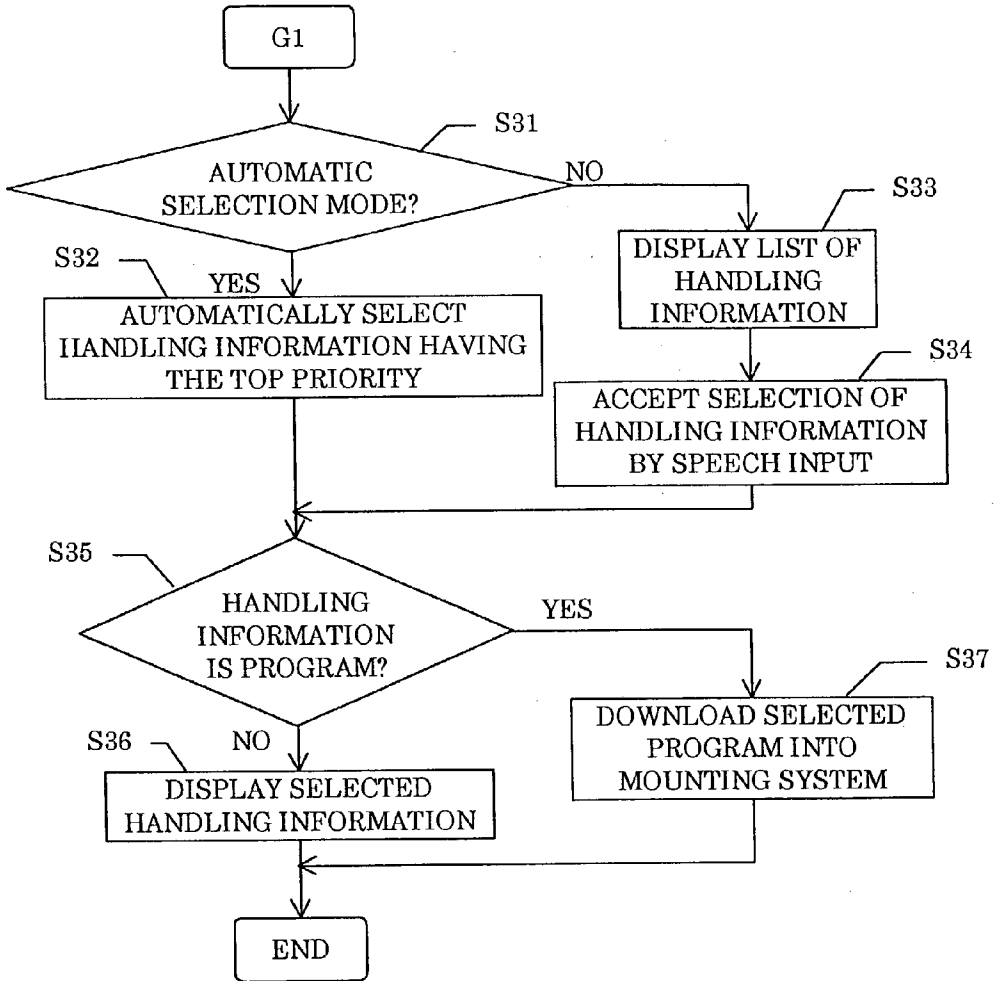 G1
S31
AUTOMATIC
SELECTION MODE?
NO
S33
DISPLAY LIST OF
HANDLING
INFORMATION
S32
YES
AUTOMATICALLY SELECT
HANDLING INFORMATION HAVING
THE TOP PRIORITY
S34
ACCEPT SELECTION OF
HANDLING INFORMATION
BY SPEECH INPUT
S35
HANDLING
INFORMATION
IS PROGRAM?
YES
S37
DOWNLOAD SELECTED
PROGRAM INTO
MOUNTING SYSTEM
S36
NO
DISPLAY SELECTED
HANDLING INFORMATION
END